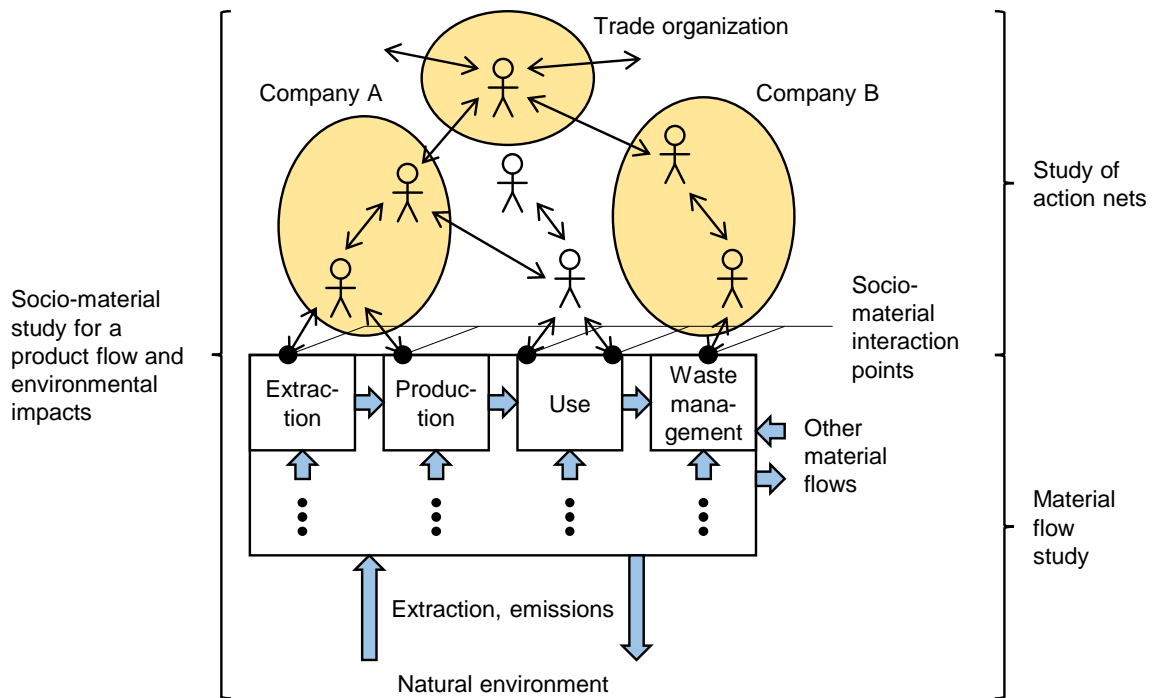 Trade organization
Company A
Company B
Study of
action nets
Socio-material
study for a
product flow and
environmental
impacts
Socio-
material
interaction
points
Extrac-
tion
Produc-
tion
Use
Waste
mana-
gement
Other
material
flows
Material
flow
study
Extraction, emissions
Natural environment